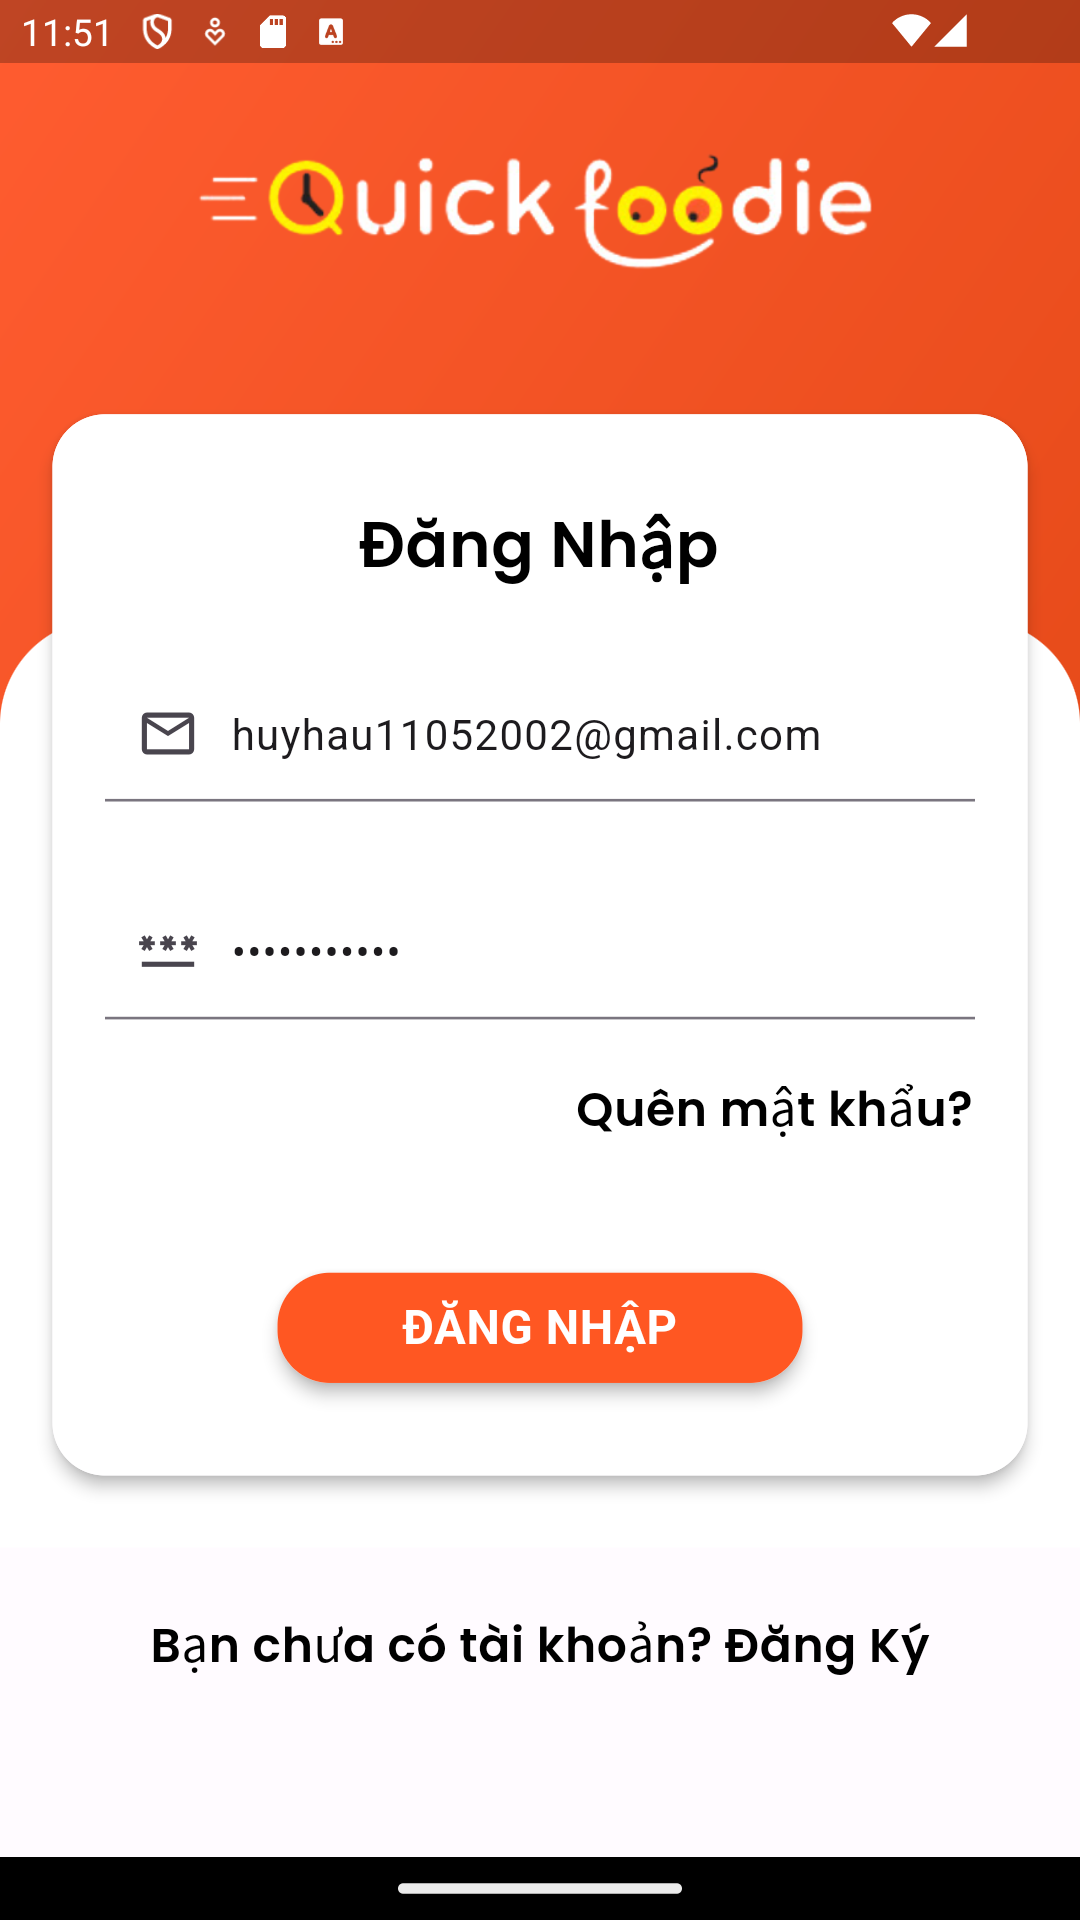 11:51
Quick foodie
Đăng Nhập
huyhau11052002@gmail.com
•••••••••••
Quên mật khẩu?
ĐĂNG NHẬP
Bạn chưa có tài khoản? Đăng Ký